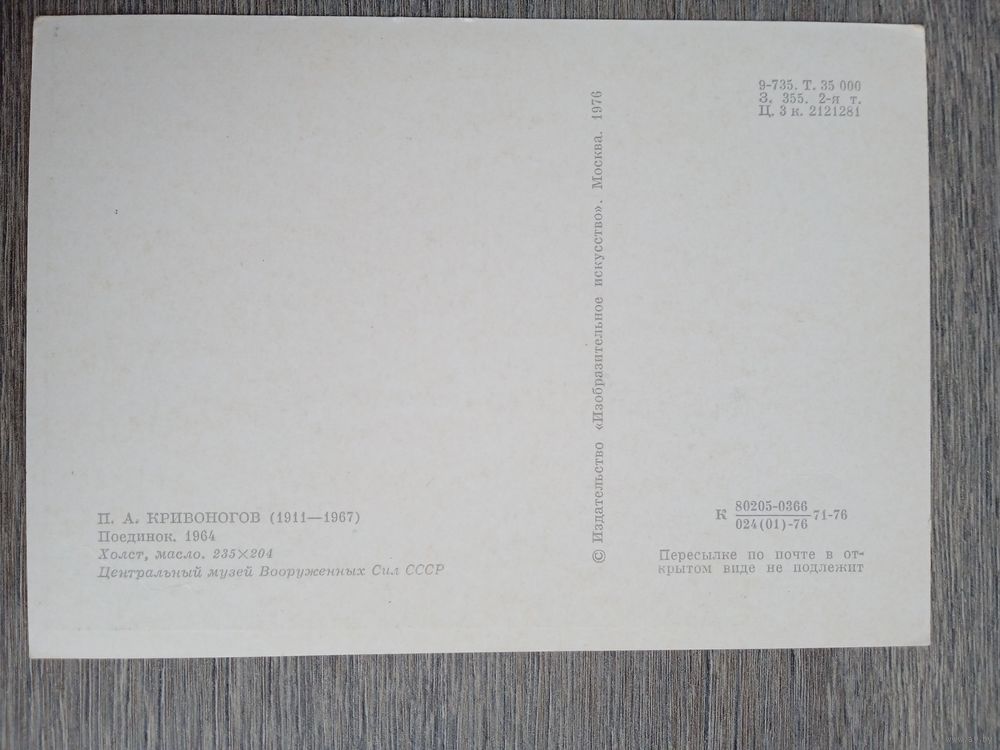 9-735. Т. 35 000
З. 355. 2-я т.
Ц. 3 к. 2121281
© Издательство «Изобразительное искусство». Москва. 1976
П. А. КРИВОНОГОВ (1911—1967)
Поединок. 1964
Холст, масло. 235×204
Центральный музей Вооруженных Сил СССР
К 80205-0366
024(01)-76 71-76
Пересылке по почте в от-
крытом виде не подлежит